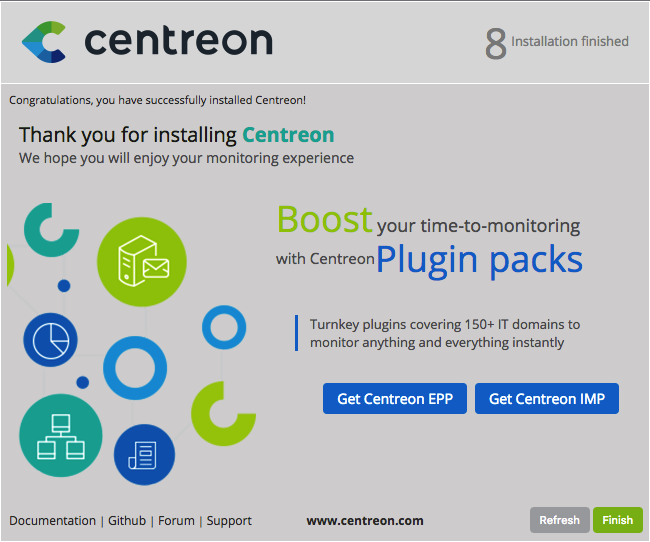 centreon
8 Installation finished
Congratulations, you have successfully installed Centreon!
Thank you for installing Centreon
We hope you will enjoy your monitoring experience
Boost your time-to-monitoring
with Centreon Plugin packs
Turnkey plugins covering 150+ IT domains to
monitor anything and everything instantly
Get Centreon EPP Get Centreon IMP
Documentation | Github | Forum | Support www.centreon.com Refresh Finish